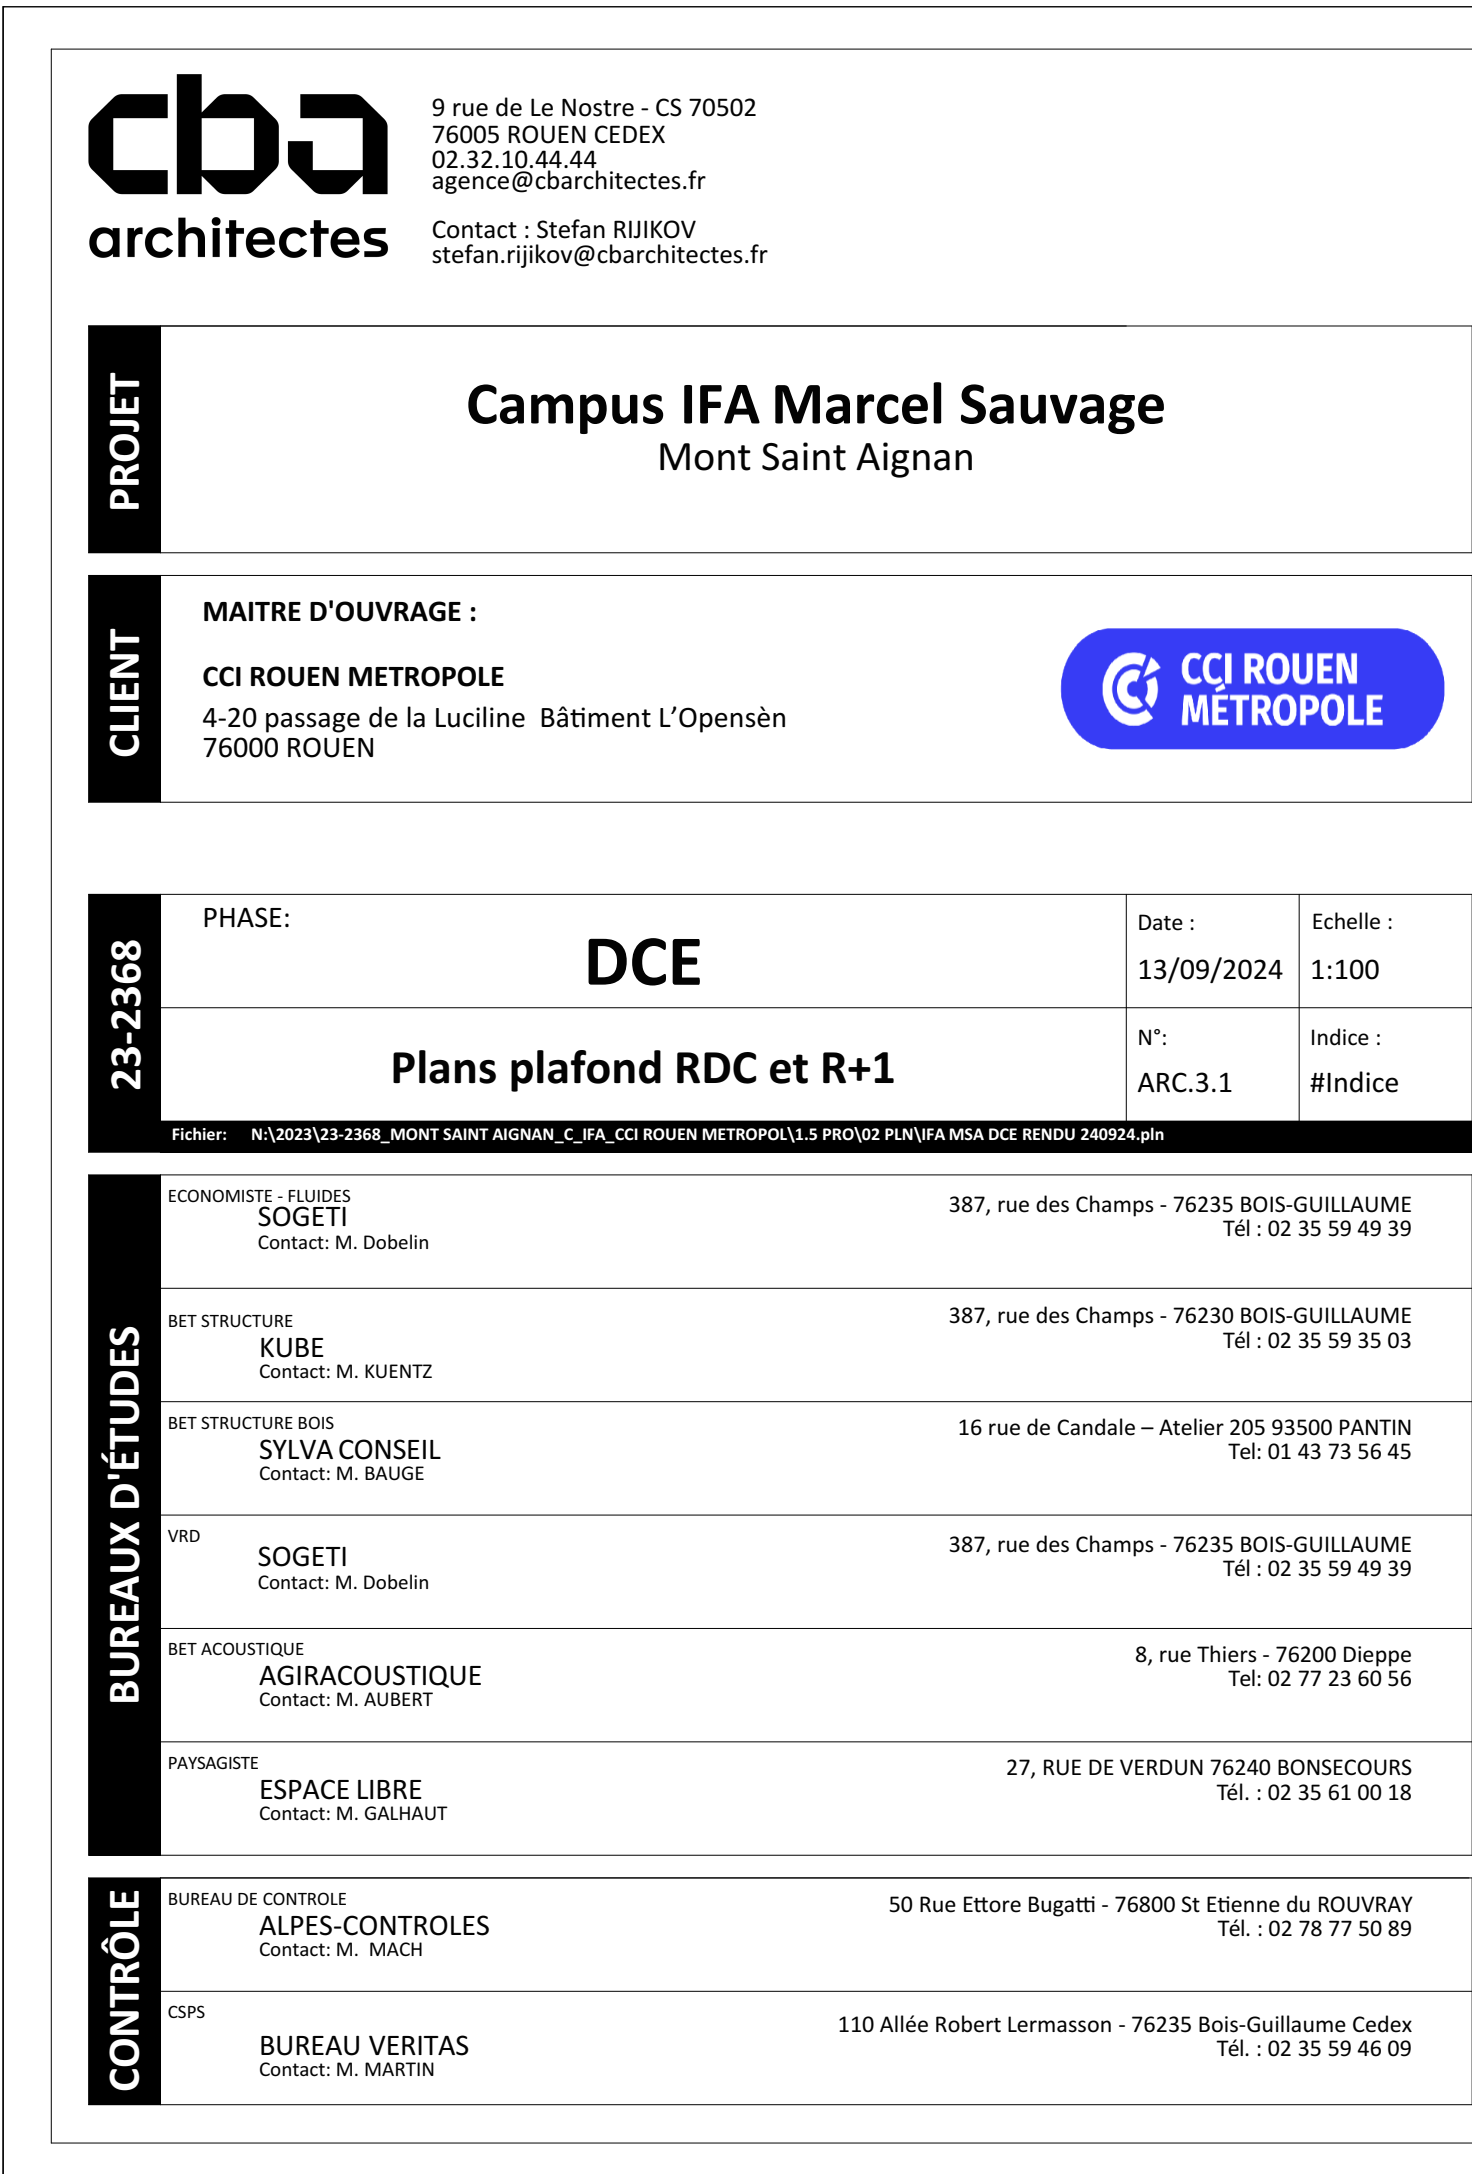 cba
architectes
9 rue de Le Nostre - CS 70502
76005 ROUEN CEDEX
02.32.10.44.44
agence@cbarchitectes.fr
Contact : Stefan RIJIKOV
stefan.rijikov@cbarchitectes.fr
PROJET
Campus IFA Marcel Sauvage
Mont Saint Aignan
CLIENT
MAITRE D'OUVRAGE :
CCI ROUEN METROPOLE
4-20 passage de la Luciline  Bâtiment L’Opensèn
76000 ROUEN
CCI ROUEN
MÉTROPOLE
23-2368
PHASE:
DCE
Date :
13/09/2024
Echelle :
1:100
Plans plafond RDC et R+1
N°:
ARC.3.1
Indice :
#Indice
Fichier: N:\2023\23-2368_MONT SAINT AIGNAN_C_IFA_CCI ROUEN METROPOL\1.5 PRO\02 PLN\IFA MSA DCE RENDU 240924.pln
BUREAUX D'ÉTUDES
ECONOMISTE - FLUIDES
SOGETI
Contact: M. Dobelin
387, rue des Champs - 76235 BOIS-GUILLAUME
Tél : 02 35 59 49 39
BET STRUCTURE
KUBE
Contact: M. KUENTZ
387, rue des Champs - 76230 BOIS-GUILLAUME
Tél : 02 35 59 35 03
BET STRUCTURE BOIS
SYLVA CONSEIL
Contact: M. BAUGE
16 rue de Candale – Atelier 205 93500 PANTIN
Tel: 01 43 73 56 45
VRD
SOGETI
Contact: M. Dobelin
387, rue des Champs - 76235 BOIS-GUILLAUME
Tél : 02 35 59 49 39
BET ACOUSTIQUE
AGIRACOUSTIQUE
Contact: M. AUBERT
8, rue Thiers - 76200 Dieppe
Tel: 02 77 23 60 56
PAYSAGISTE
ESPACE LIBRE
Contact: M. GALHAUT
27, RUE DE VERDUN 76240 BONSECOURS
Tél. : 02 35 61 00 18
CONTRÔLE
BUREAU DE CONTROLE
ALPES-CONTROLES
Contact: M.  MACH
50 Rue Ettore Bugatti - 76800 St Etienne du ROUVRAY
Tél. : 02 78 77 50 89
CSPS
BUREAU VERITAS
Contact: M. MARTIN
110 Allée Robert Lermasson - 76235 Bois-Guillaume Cedex
Tél. : 02 35 59 46 09